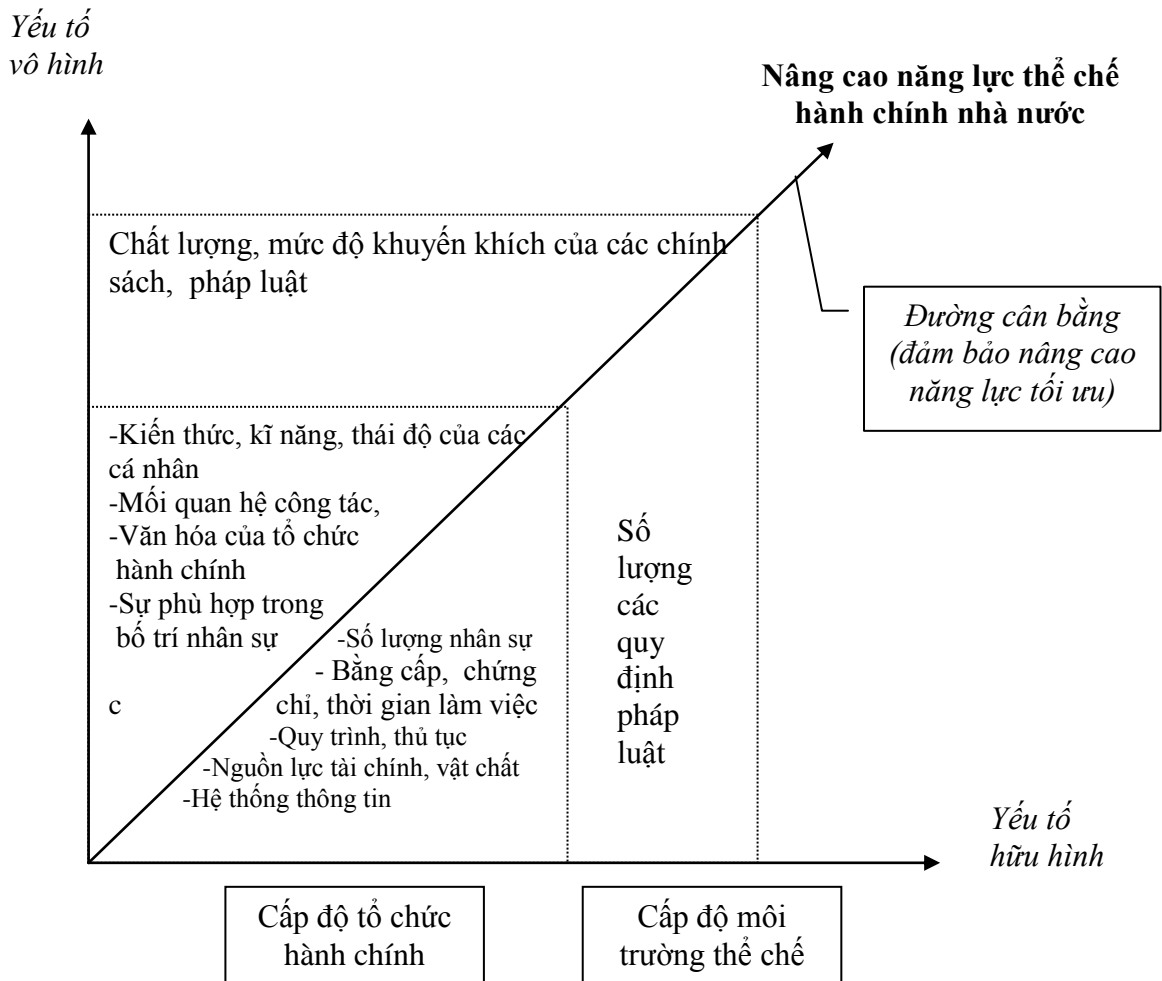 Yếu tố
vô hình
Nâng cao năng lực thể chế
hành chính nhà nước
Chất lượng, mức độ khuyến khích của các chính
sách, pháp luật
Đường cân bằng
(đảm bảo nâng cao
năng lực tối ưu)
-Kiến thức, kĩ năng, thái độ của các
cá nhân
-Mối quan hệ công tác,
-Văn hóa của tổ chức
hành chính
-Sự phù hợp trong
bố trí nhân sự
c
-Số lượng nhân sự
- Bằng cấp, chứng
chỉ, thời gian làm việc
-Quy trình, thủ tục
-Nguồn lực tài chính, vật chất
-Hệ thống thông tin
Số
lượng
các
quy
định
pháp
luật
Yếu tố
hữu hình
Cấp độ tổ chức
hành chính
Cấp độ môi
trường thể chế